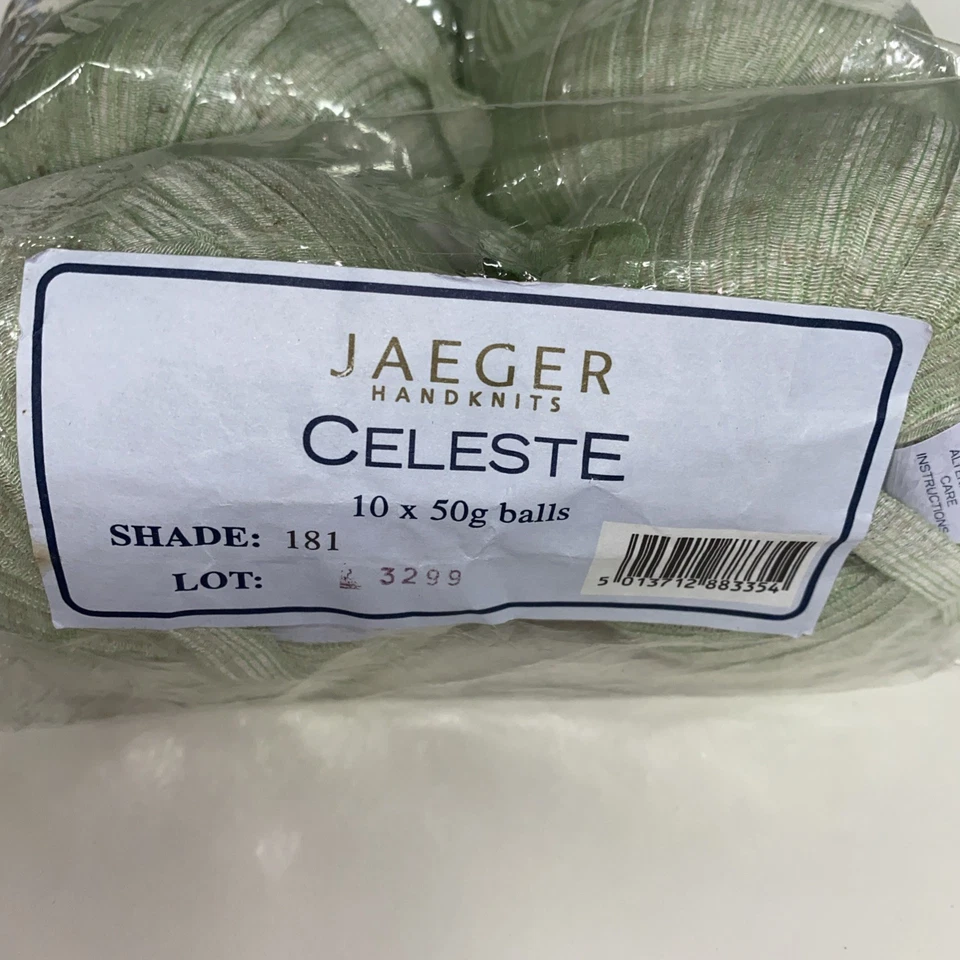 JAEGER
HANDKNITS
CELESTE
10 x 50g balls
SHADE: 181
LOT: 3299
5 013712 883354
CARE
INSTRUCTIONS